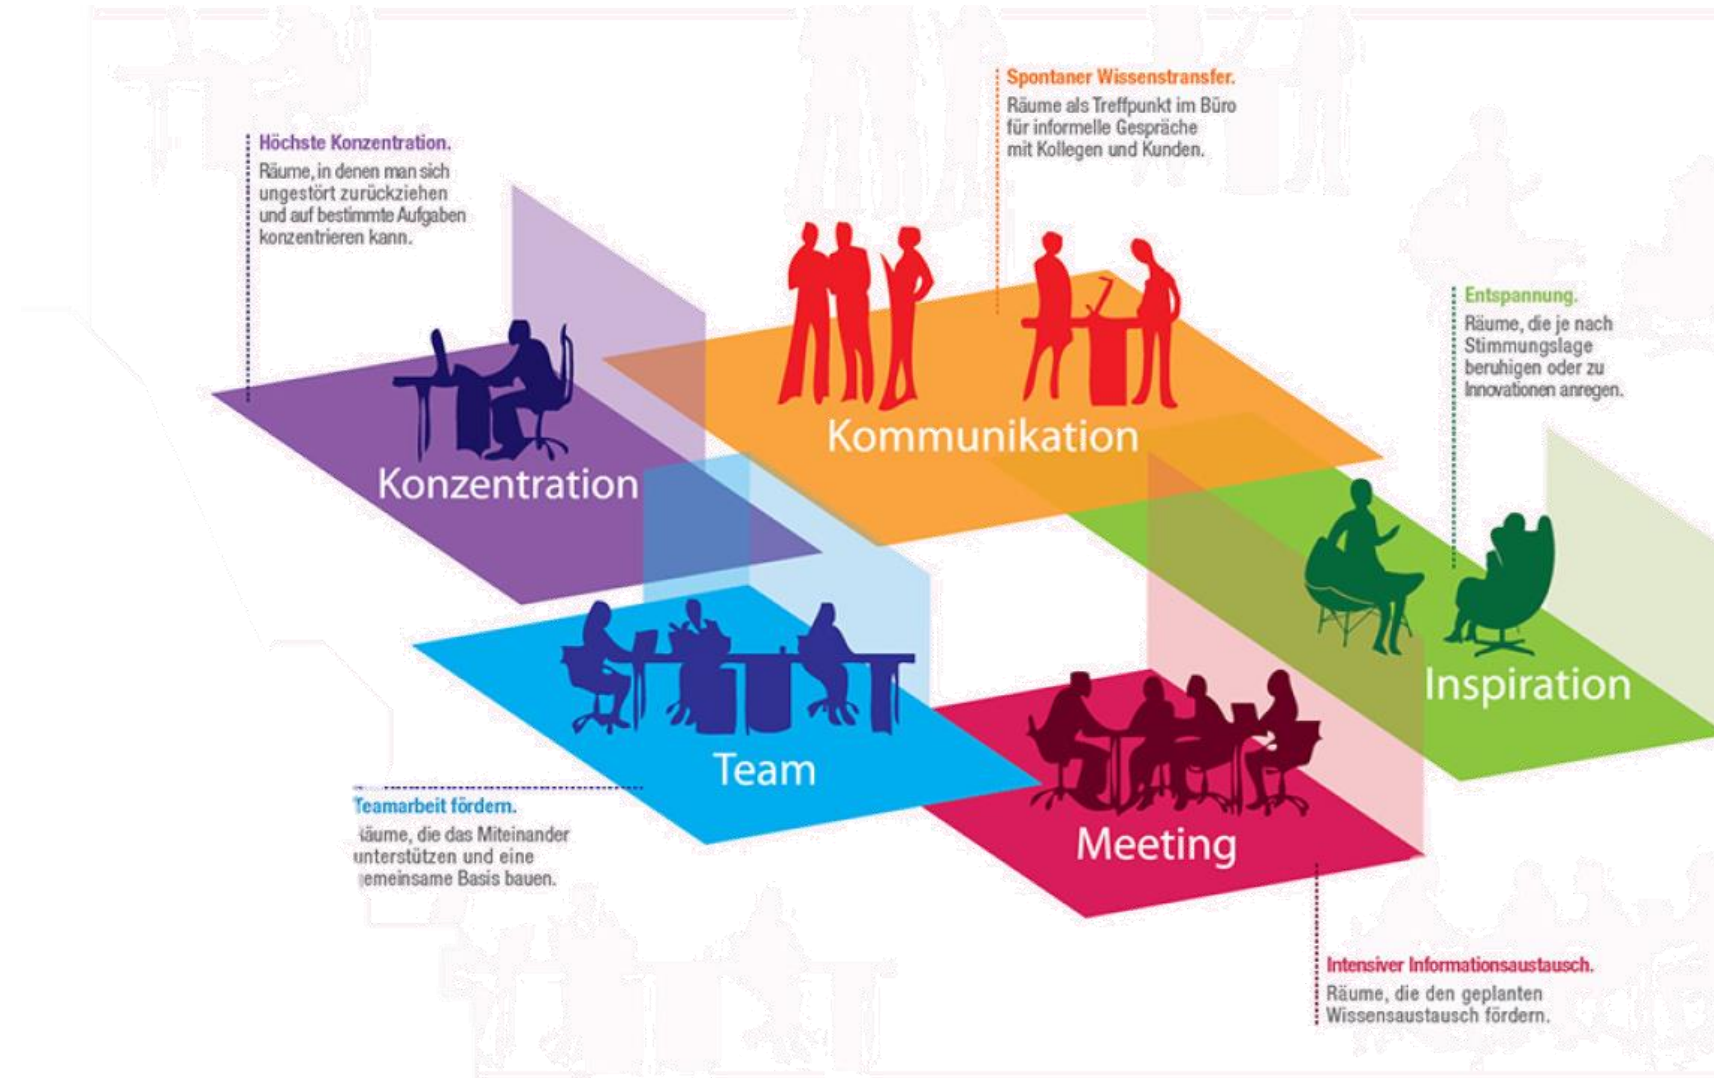 Spontaner Wissenstransfer.
Räume als Treffpunkt im Büro
für informelle Gespräche
mit Kollegen und Kunden.
Höchste Konzentration.
Räume, in denen man sich
ungestört zurückziehen
und auf bestimmte Aufgaben
konzentrieren kann.
Entspannung.
Räume, die je nach
Stimmungslage
beruhigen oder zu
Innovationen anregen.
Kommunikation
Konzentration
Inspiration
Team
Meeting
Teamarbeit fördern.
Räume, die das Miteinander
unterstützen und eine
gemeinsame Basis bauen.
Intensiver Informationsaustausch.
Räume, die den geplanten
Wissensaustausch fördern.